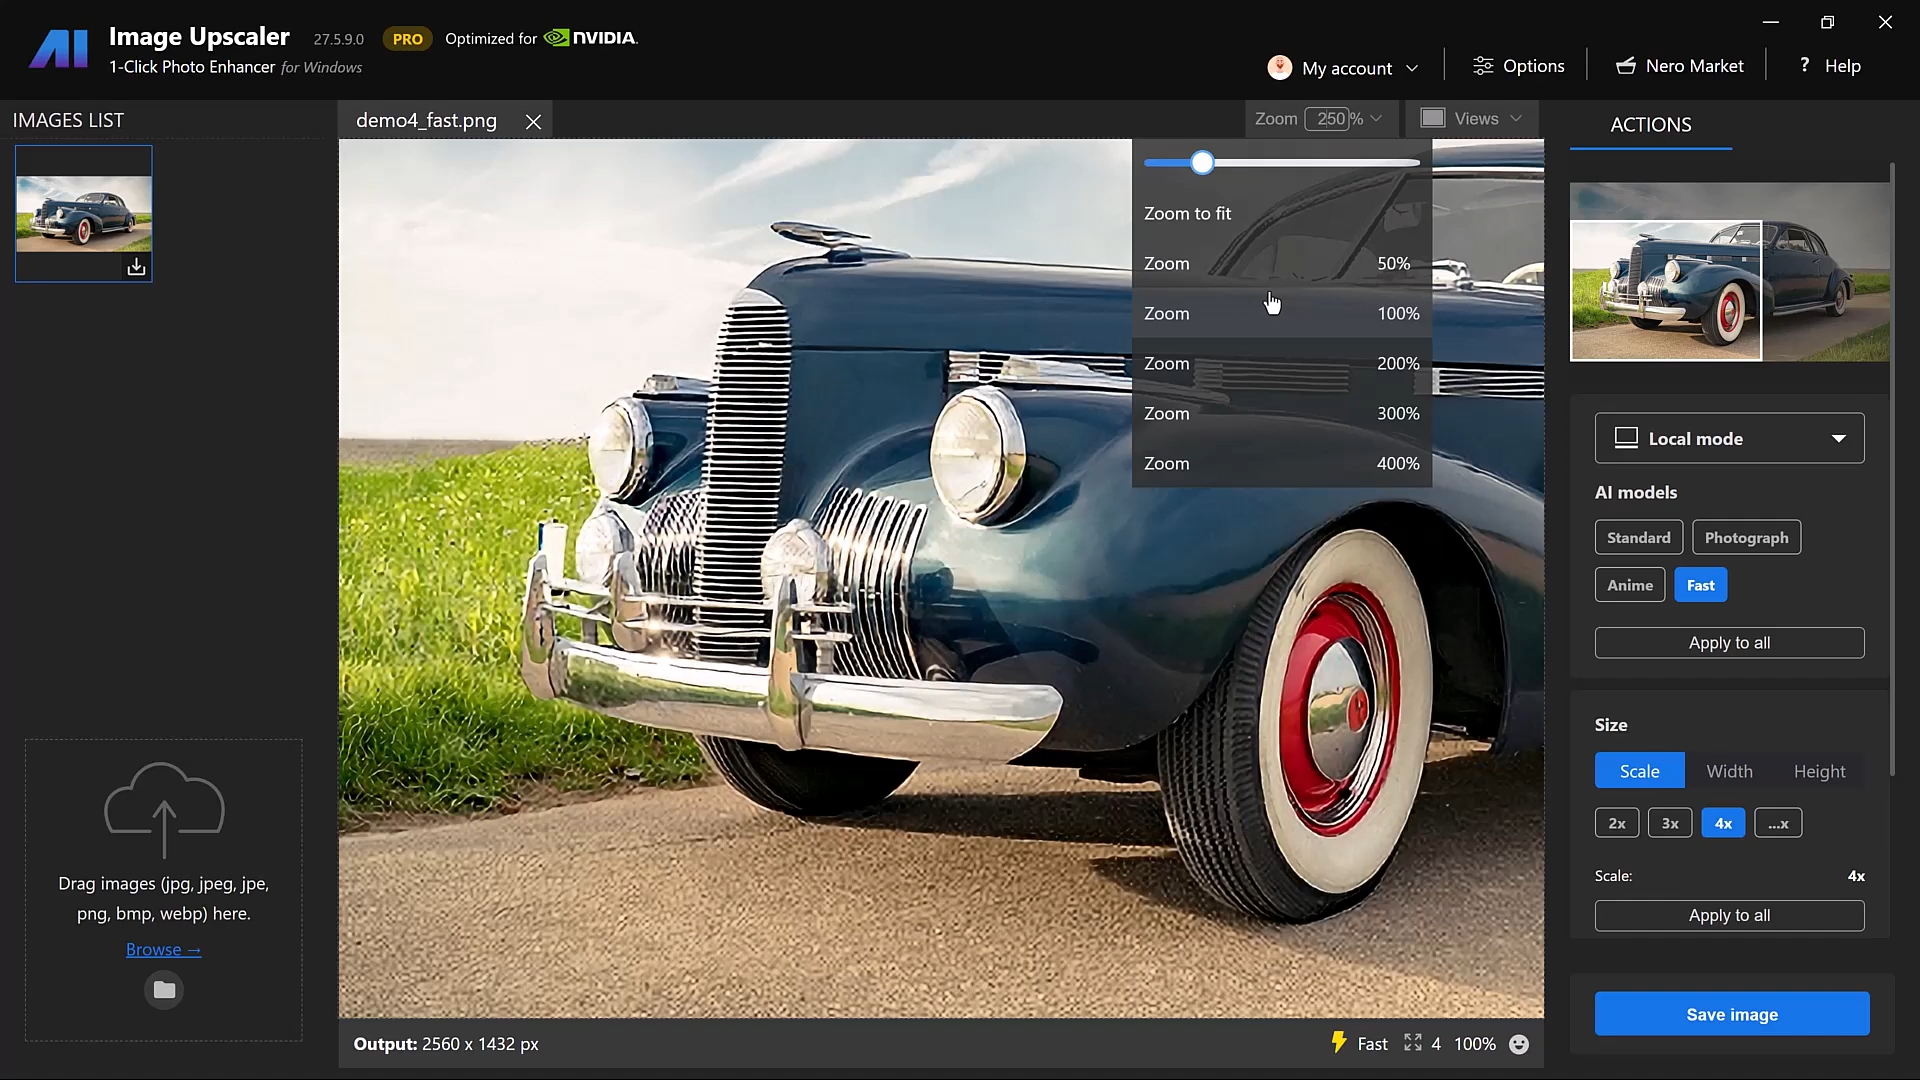 AI Image Upscaler 27.5.9.0 PRO Optimized for NVIDIA.
1-Click Photo Enhancer for Windows
My account Options Nero Market ? Help
IMAGES LIST
demo4_fast.png
Zoom 250 %
Views
ACTIONS
Zoom to fit
Zoom 50%
Zoom 100%
Zoom 200%
Zoom 300%
Zoom 400%
Local mode
AI models
Standard Photograph
Anime Fast
Apply to all
Size
Scale Width Height
2x 3x 4x ...x
Scale: 4x
Apply to all
Save image
Drag images (jpg, jpeg, jpe,
png, bmp, webp) here.
Browse →
Output: 2560 x 1432 px
Fast 4 100%